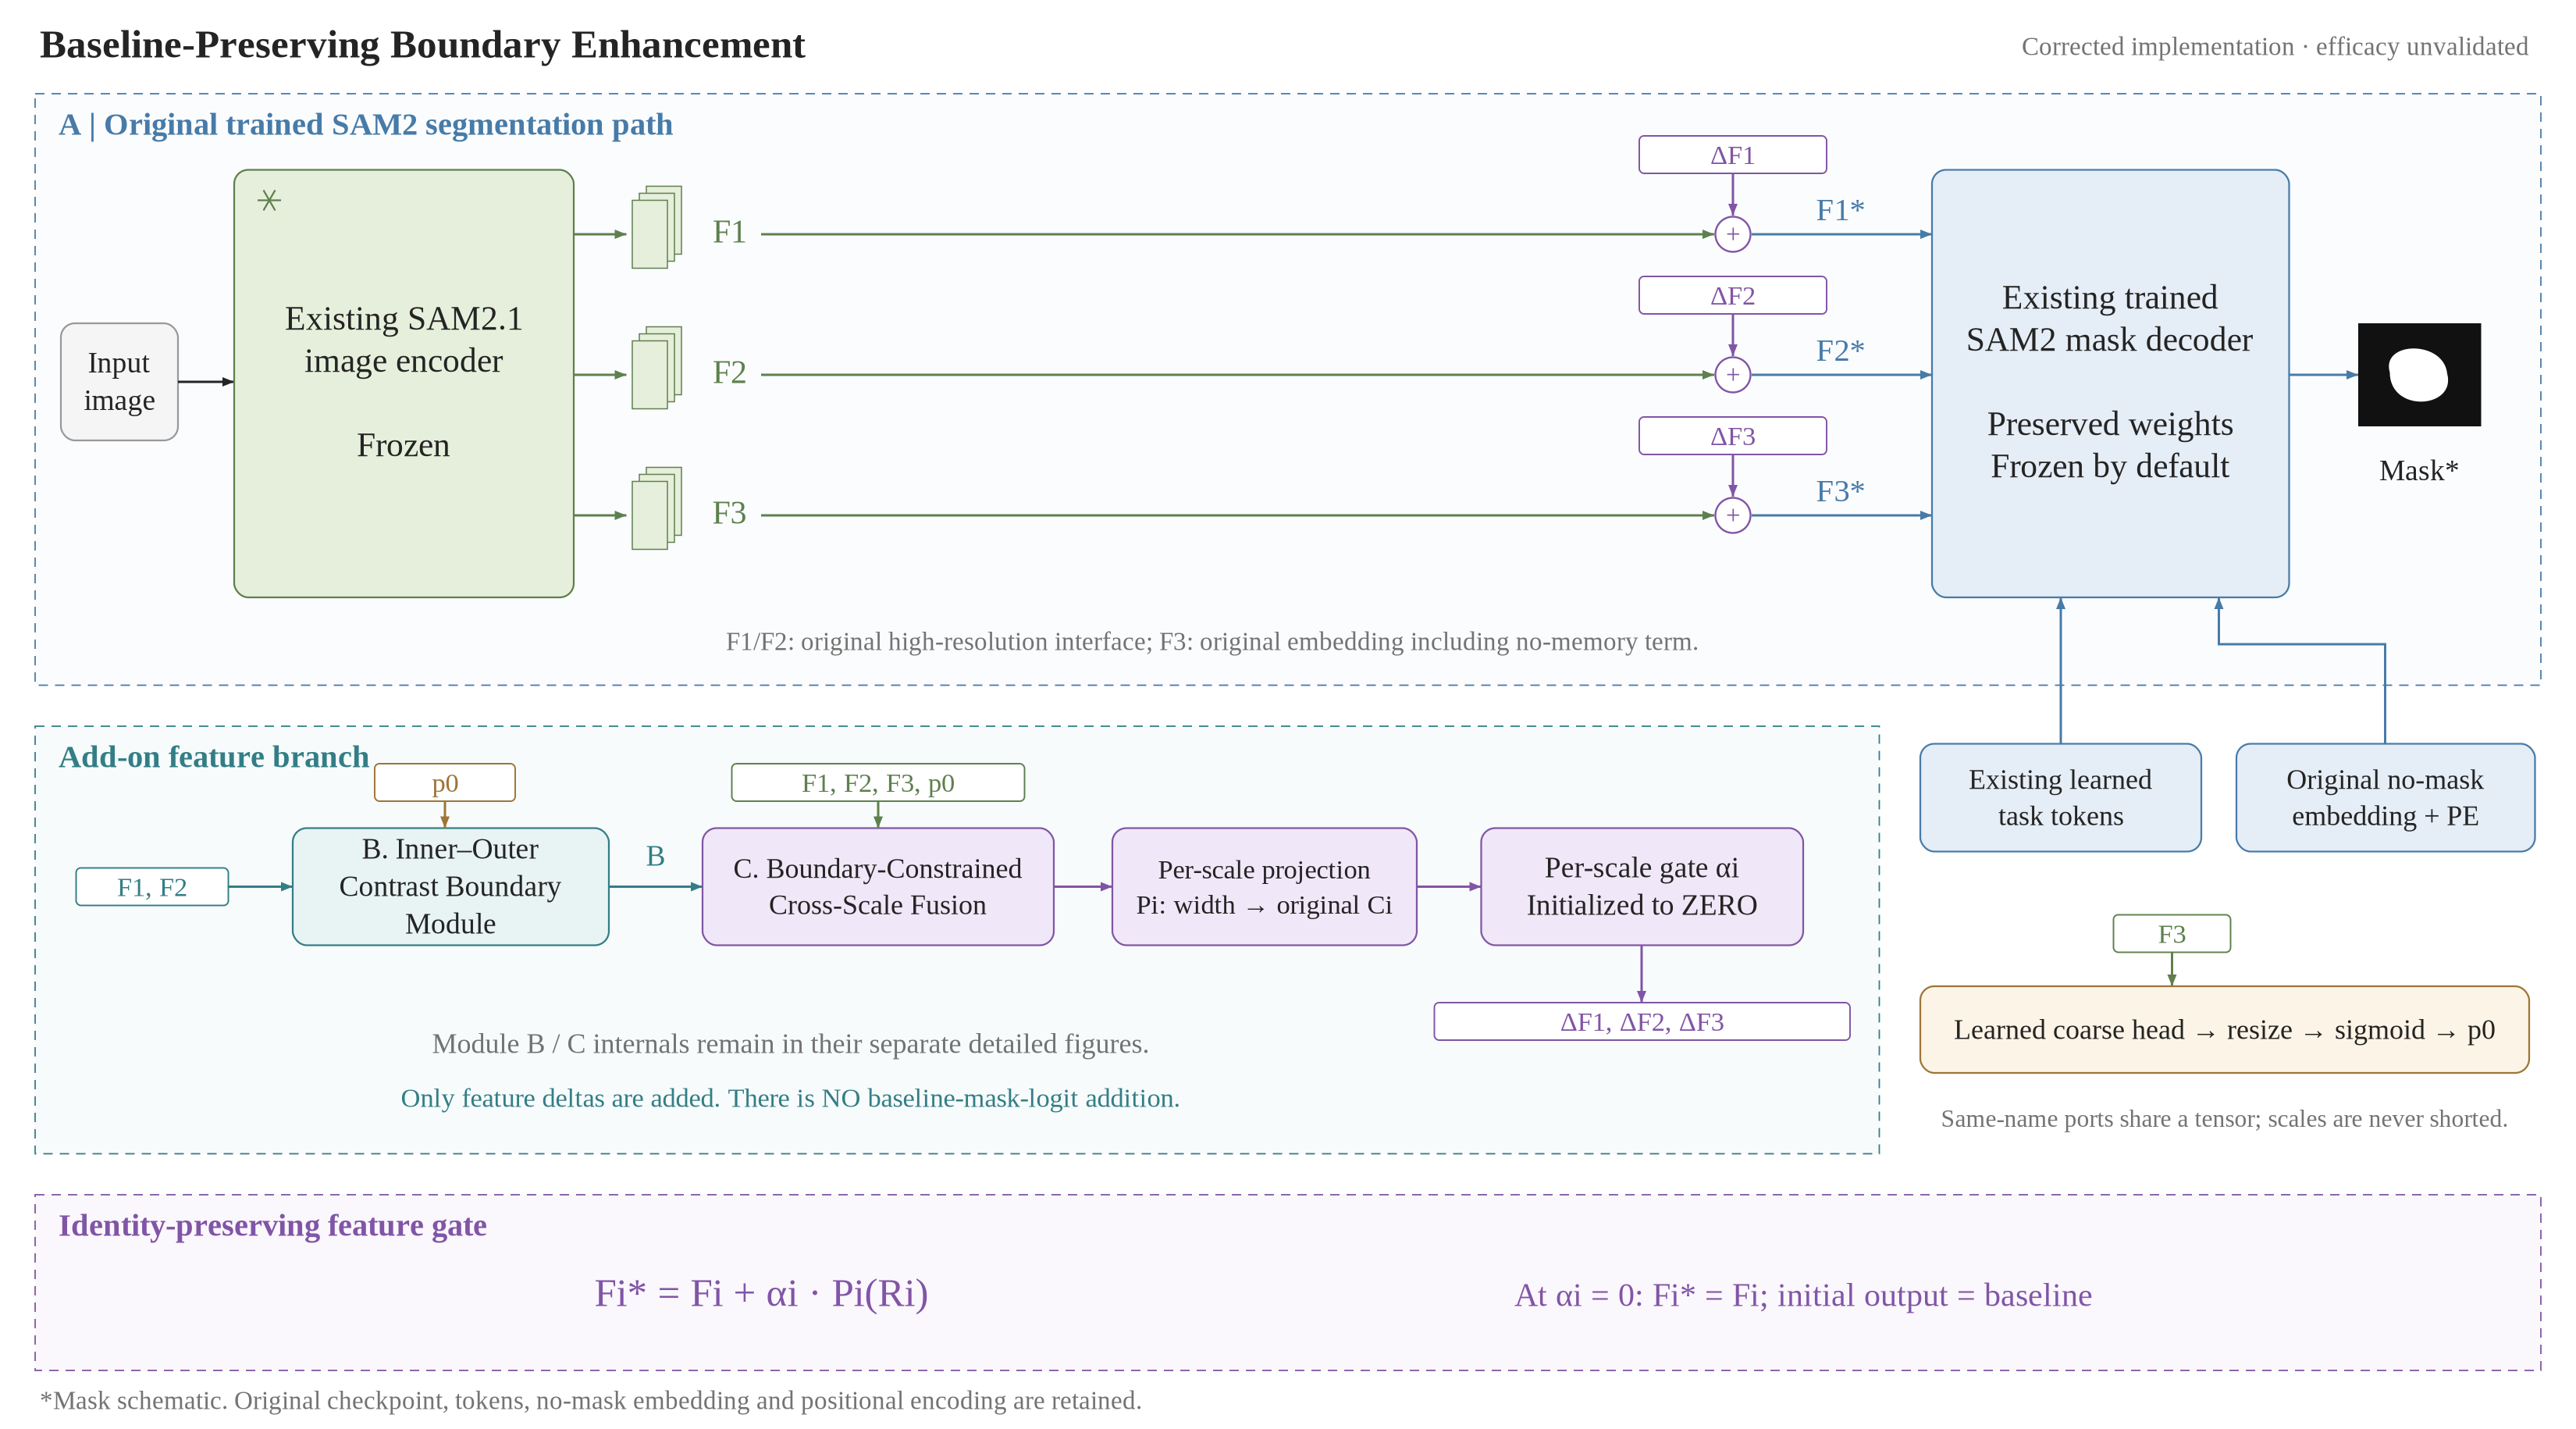 Baseline-Preserving Boundary Enhancement
Corrected implementation · efficacy unvalidated
A | Original trained SAM2 segmentation path
Input
image
Existing SAM2.1
image encoder
Frozen
F1
F2
F3
ΔF1
+
F1*
ΔF2
+
F2*
ΔF3
+
F3*
Existing trained
SAM2 mask decoder
Preserved weights
Frozen by default
Mask*
F1/F2: original high-resolution interface; F3: original embedding including no-memory term.
Add-on feature branch
p0
F1, F2
B. Inner–Outer
Contrast Boundary
Module
B
F1, F2, F3, p0
C. Boundary-Constrained
Cross-Scale Fusion
Per-scale projection
Pi: width → original Ci
Per-scale gate αi
Initialized to ZERO
ΔF1, ΔF2, ΔF3
Module B / C internals remain in their separate detailed figures.
Only feature deltas are added. There is NO baseline-mask-logit addition.
Existing learned
task tokens
Original no-mask
embedding + PE
F3
Learned coarse head → resize → sigmoid → p0
Same-name ports share a tensor; scales are never shorted.
Identity-preserving feature gate
Fi* = Fi + αi · Pi(Ri)
At αi = 0: Fi* = Fi; initial output = baseline
*Mask schematic. Original checkpoint, tokens, no-mask embedding and positional encoding are retained.